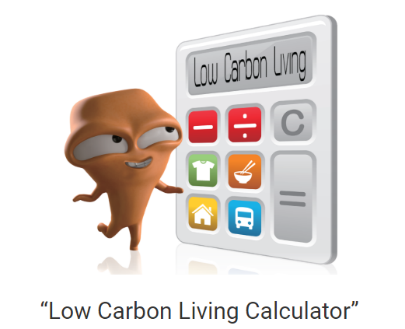 Low Carbon Living
− ÷ C
=
“Low Carbon Living Calculator”